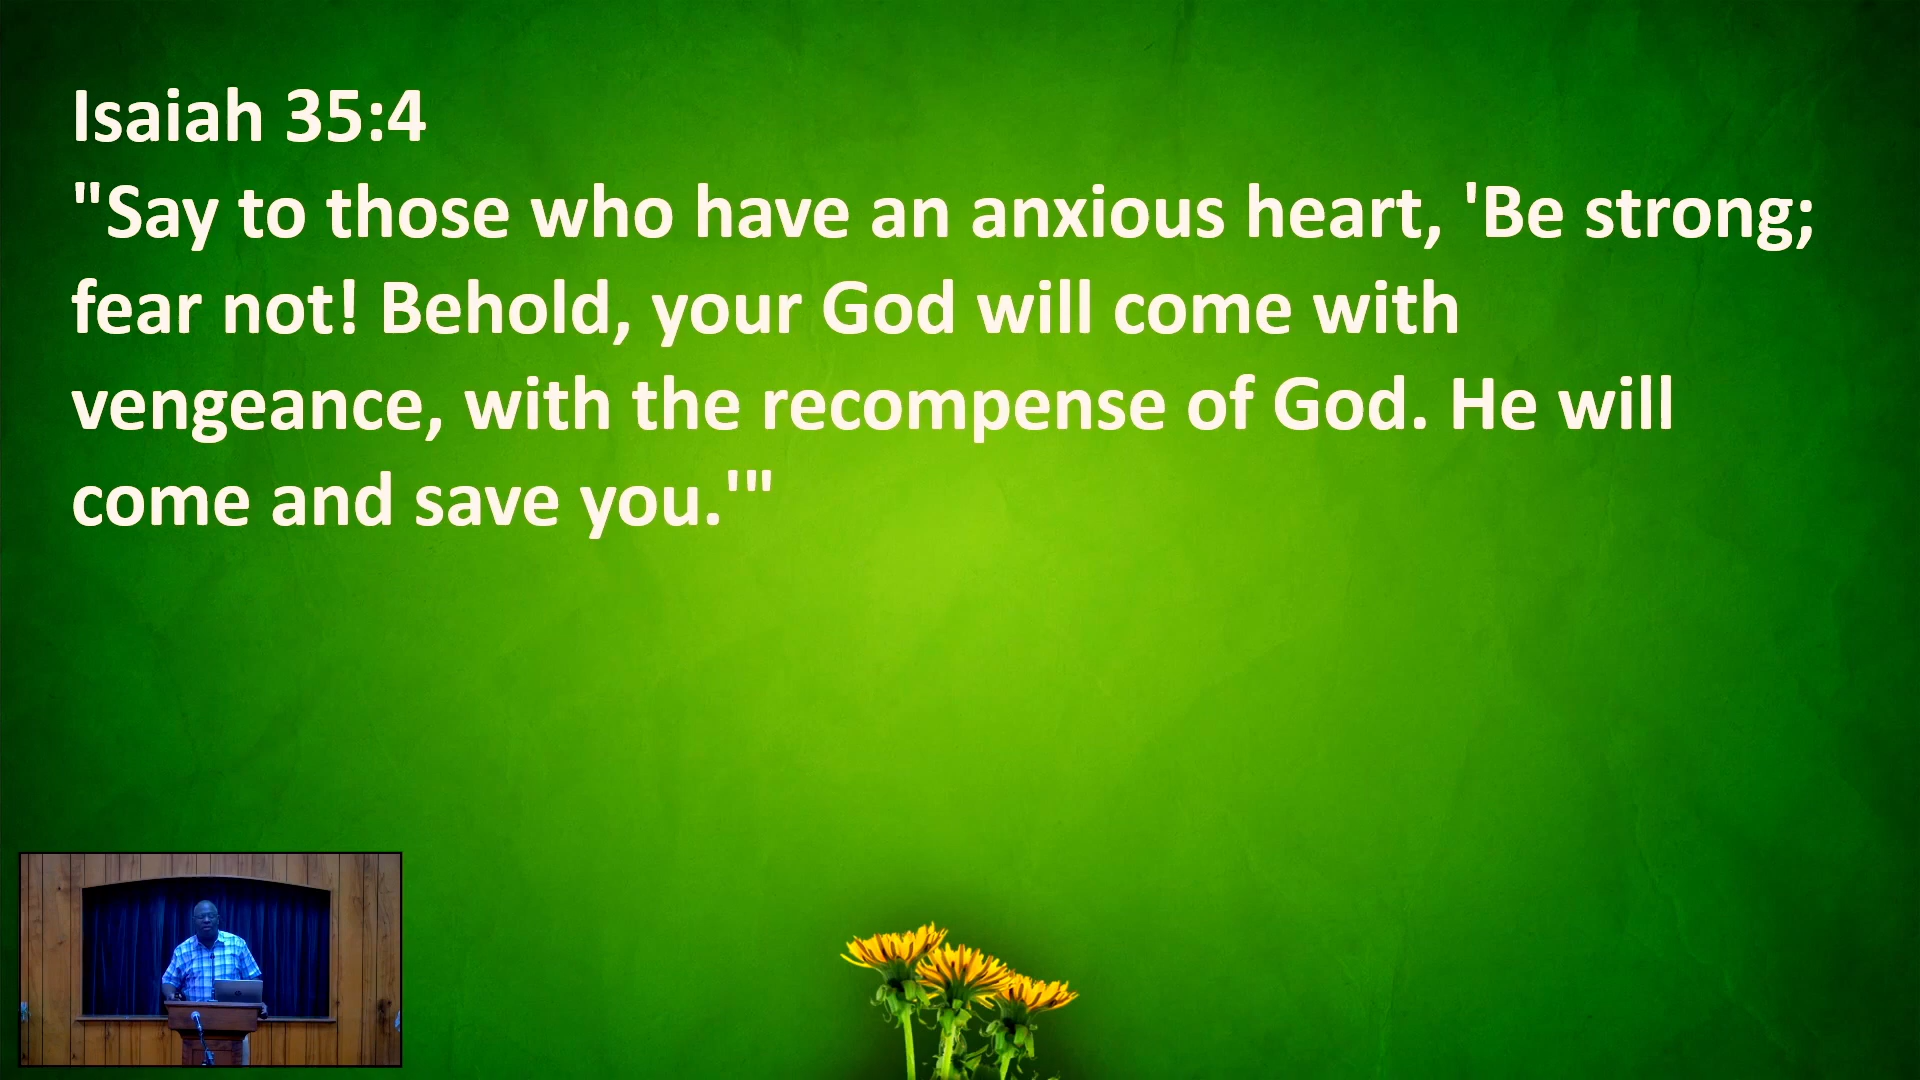 Isaiah 35:4
"Say to those who have an anxious heart, 'Be strong;
fear not! Behold, your God will come with
vengeance, with the recompense of God. He will
come and save you.'"